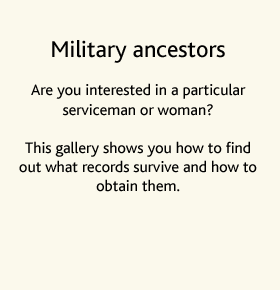 Military ancestors
Are you interested in a particular
serviceman or woman?
This gallery shows you how to find
out what records survive and how to
obtain them.